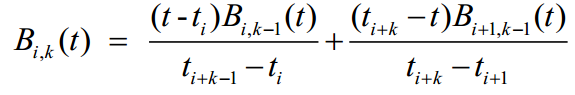 $B_{i,k}(t) = \frac{(t - t_i)B_{i,k-1}(t)}{t_{i+k-1} - t_i} + \frac{(t_{i+k} - t)B_{i+1,k-1}(t)}{t_{i+k} - t_{i+1}}$